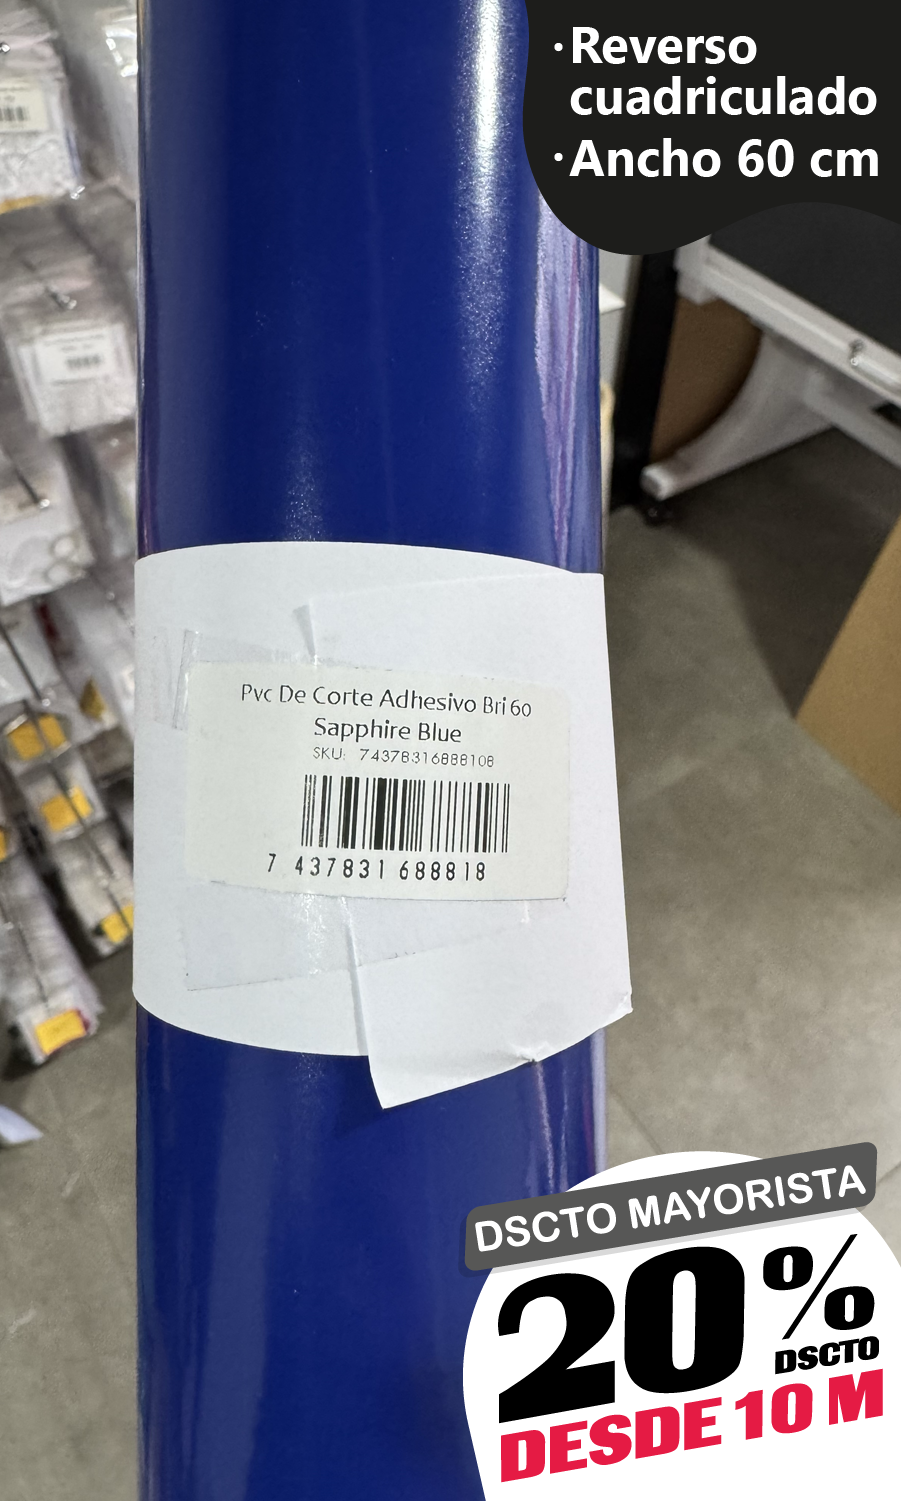 ·Reverso
cuadriculado
·Ancho 60 cm
Pvc De Corte Adhesivo Bri 60
Sapphire Blue
SKU: 74378316888108
7 437831 688818
DSCTO MAYORISTA
20%
DSCTO
DESDE 10 M